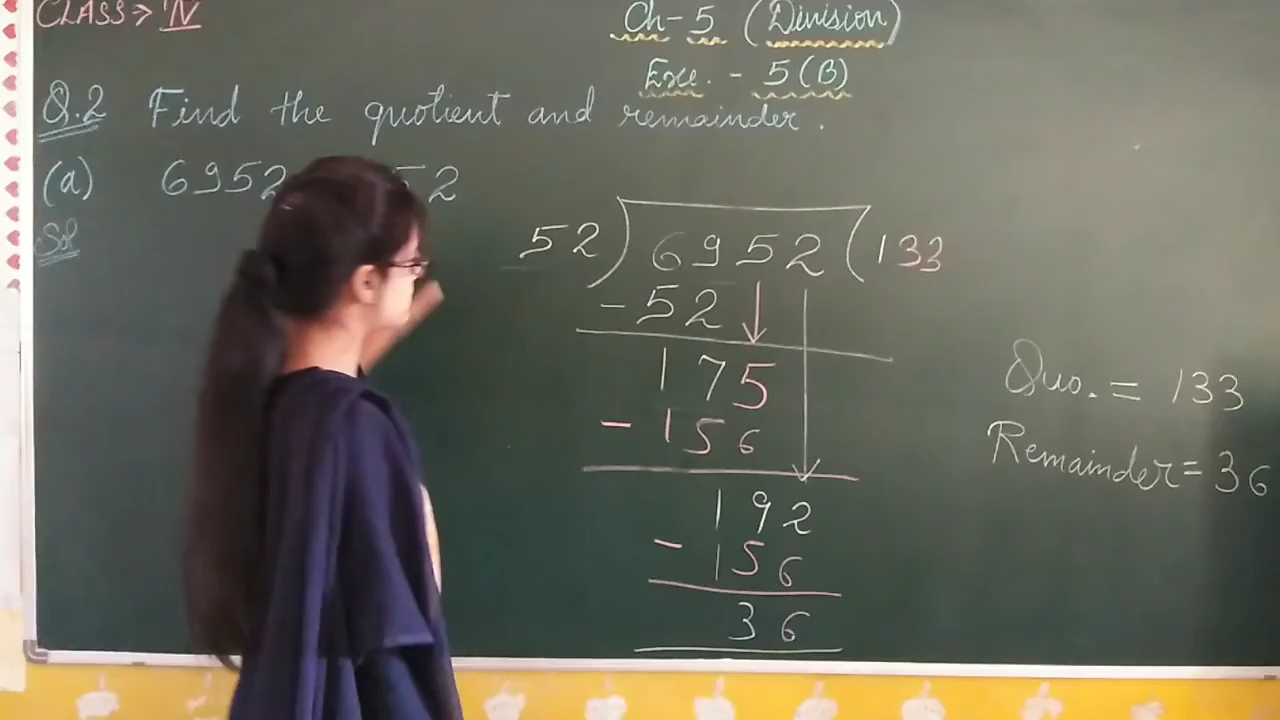 CLASS > IV
Ch-5 (Division)
Exe. - 5(B)
Q.2 Find the quotient and remainder.
(a) 6952 52
Sol
52)6952(133
-52
175
-156
192
-156
36
Quo. = 133
Remainder = 36